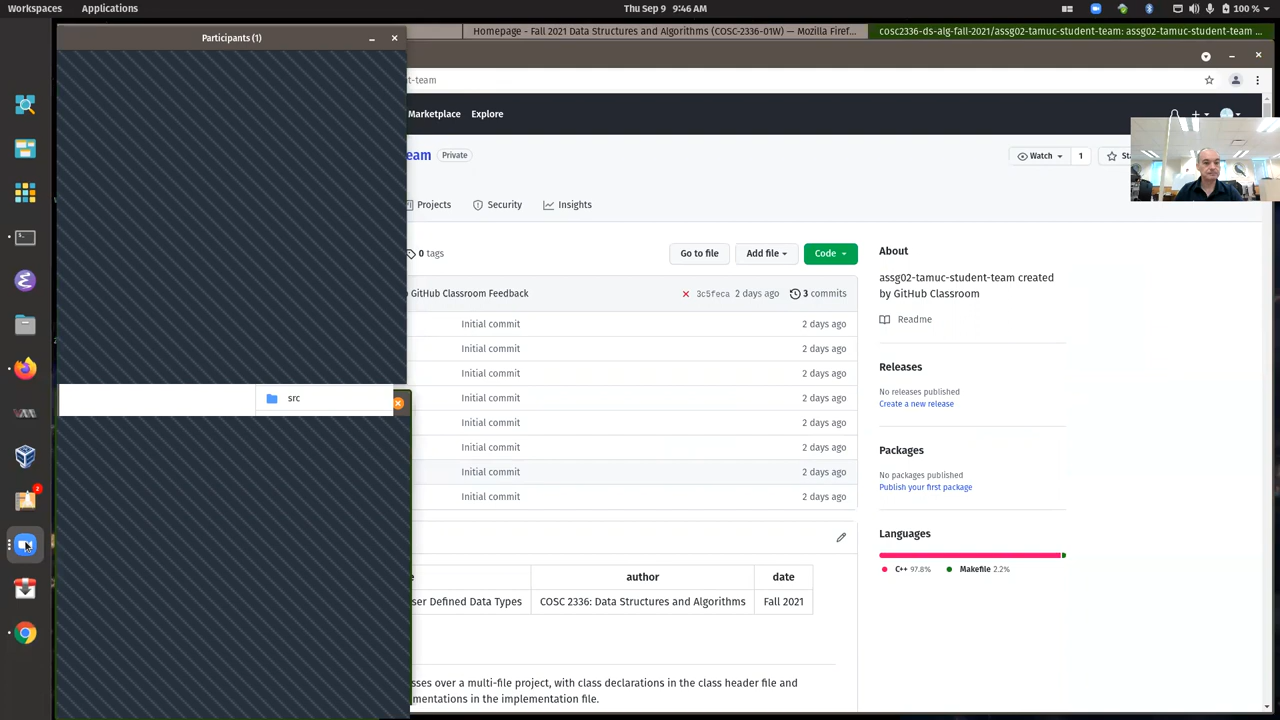 Workspaces
Applications
Thu Sep 9 9:46 AM
100 %
Participants (1)
Homepage - Fall 2021 Data Structures and Algorithms (COSC-2336-01W) — Mozilla Firef...
cosc2336-ds-alg-fall-2021/assg02-tamuc-student-team: assg02-tamuc-student-team ...
t-team
Marketplace
Explore
eam
Private
Watch
1
Sta
Projects
Security
Insights
0 tags
Go to file
Add file
Code
GitHub Classroom Feedback
3c5feca
2 days ago
3 commits
Initial commit
2 days ago
Initial commit
2 days ago
Initial commit
2 days ago
src
Initial commit
2 days ago
Initial commit
2 days ago
Initial commit
2 days ago
Initial commit
2 days ago
Initial commit
2 days ago
About
assg02-tamuc-student-team created
by GitHub Classroom
Readme
Releases
No releases published
Create a new release
Packages
No packages published
Publish your first package
Languages
C++ 97.8%
Makefile 2.2%
2
e
author
date
ser Defined Data Types
COSC 2336: Data Structures and Algorithms
Fall 2021
sses over a multi-file project, with class declarations in the class header file and
mentations in the implementation file.